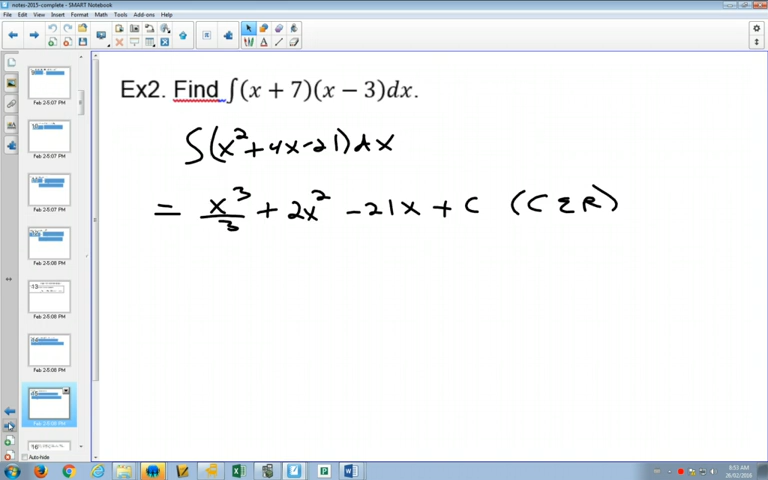 notes-2015-complete - SMART Notebook
File Edit View Insert Format Math Tools Add-ons Help
Ex2. Find ∫(x + 7)(x − 3)dx.
∫(x² + 4x - 21)dx
= x³/3 + 2x² - 21x + C (C ∈ R)
Feb 2-5:07 PM
Feb 2-5:07 PM
Feb 2-5:07 PM
Feb 2-5:08 PM
Feb 2-5:08 PM
Feb 2-5:08 PM
Feb 2-5:08 PM
Auto-hide
8:53 AM
26/02/2016